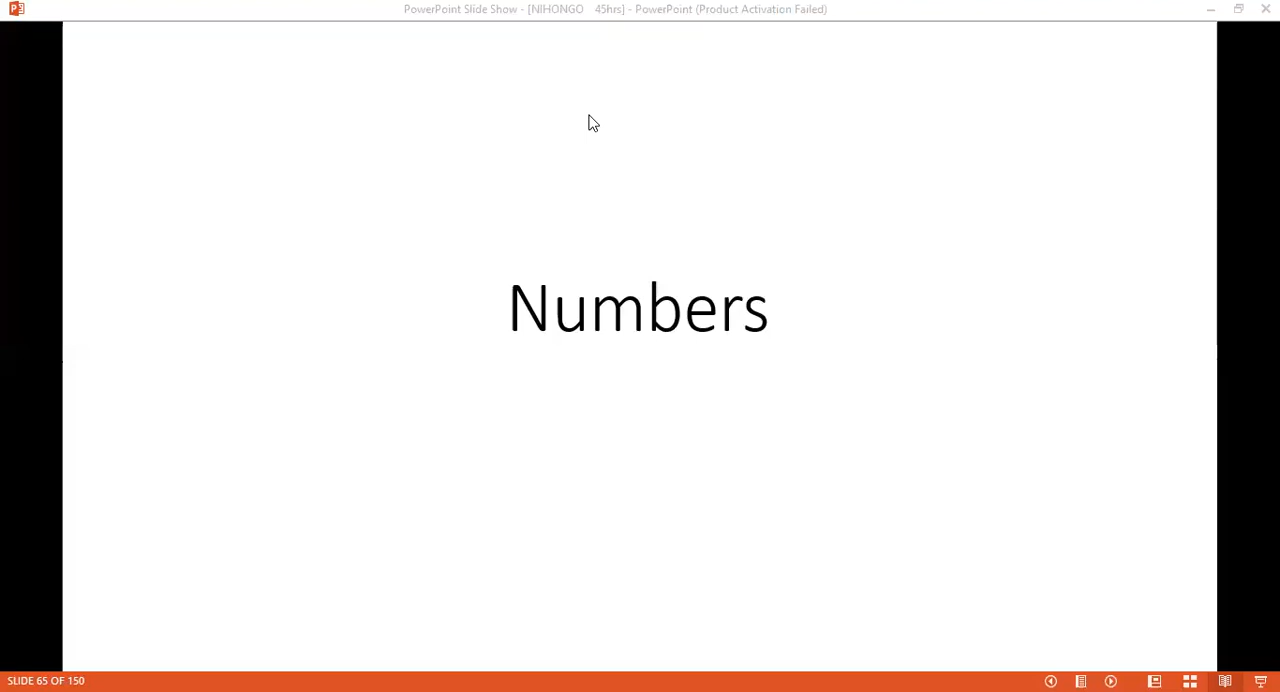 PowerPoint Slide Show - [NIHONGO    45hrs] - PowerPoint (Product Activation Failed)
Numbers
SLIDE 65 OF 150